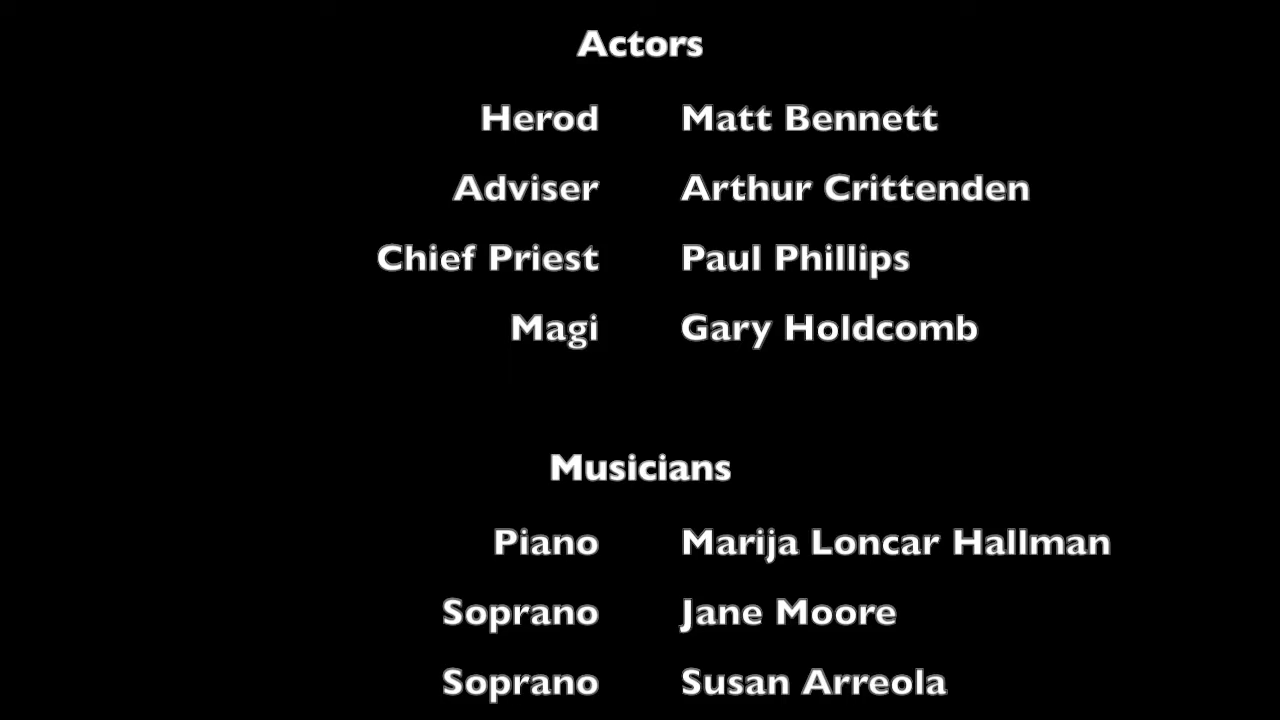 Actors
Herod Matt Bennett
Adviser Arthur Crittenden
Chief Priest Paul Phillips
Magi Gary Holdcomb
Musicians
Piano Marija Loncar Hallman
Soprano Jane Moore
Soprano Susan Arreola